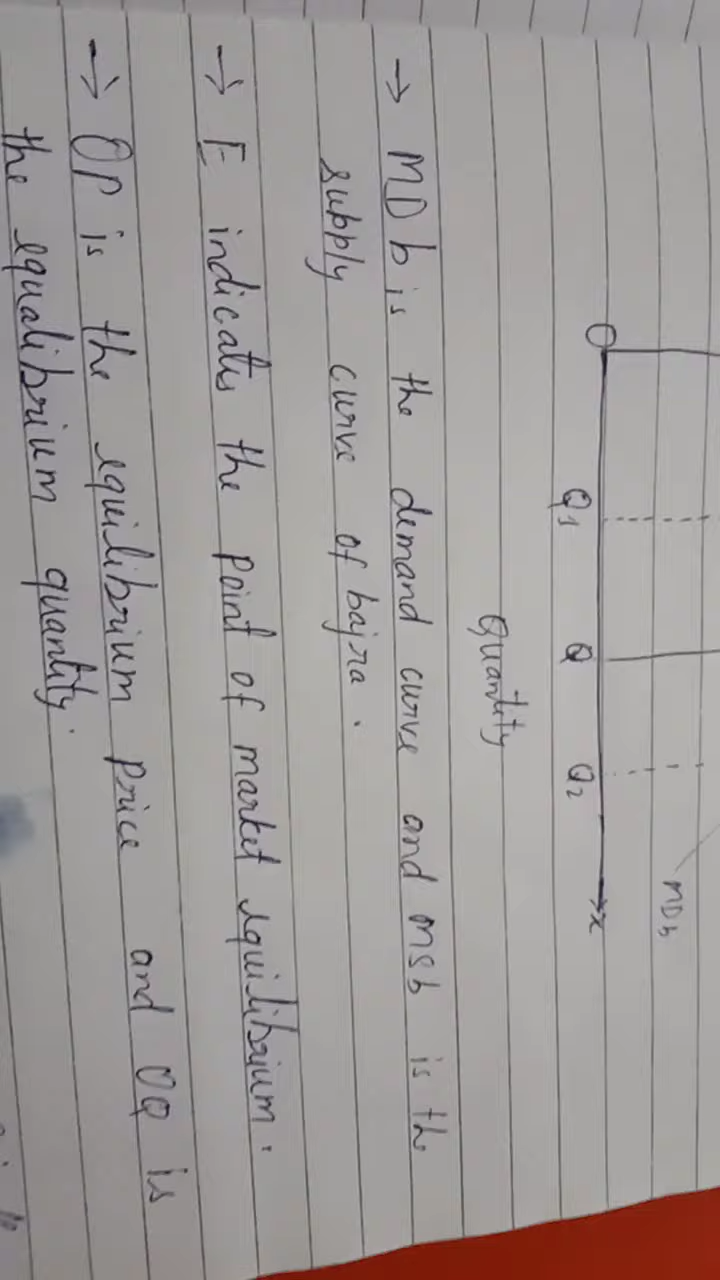 MDb
O Q1 Q Q2 x
Quantity
→ MDb is the demand curve and MSb is the
supply curve of bajra.
→ E indicates the point of market equilibrium.
→ OP is the equilibrium price and OQ is
the equalibrium quantity.